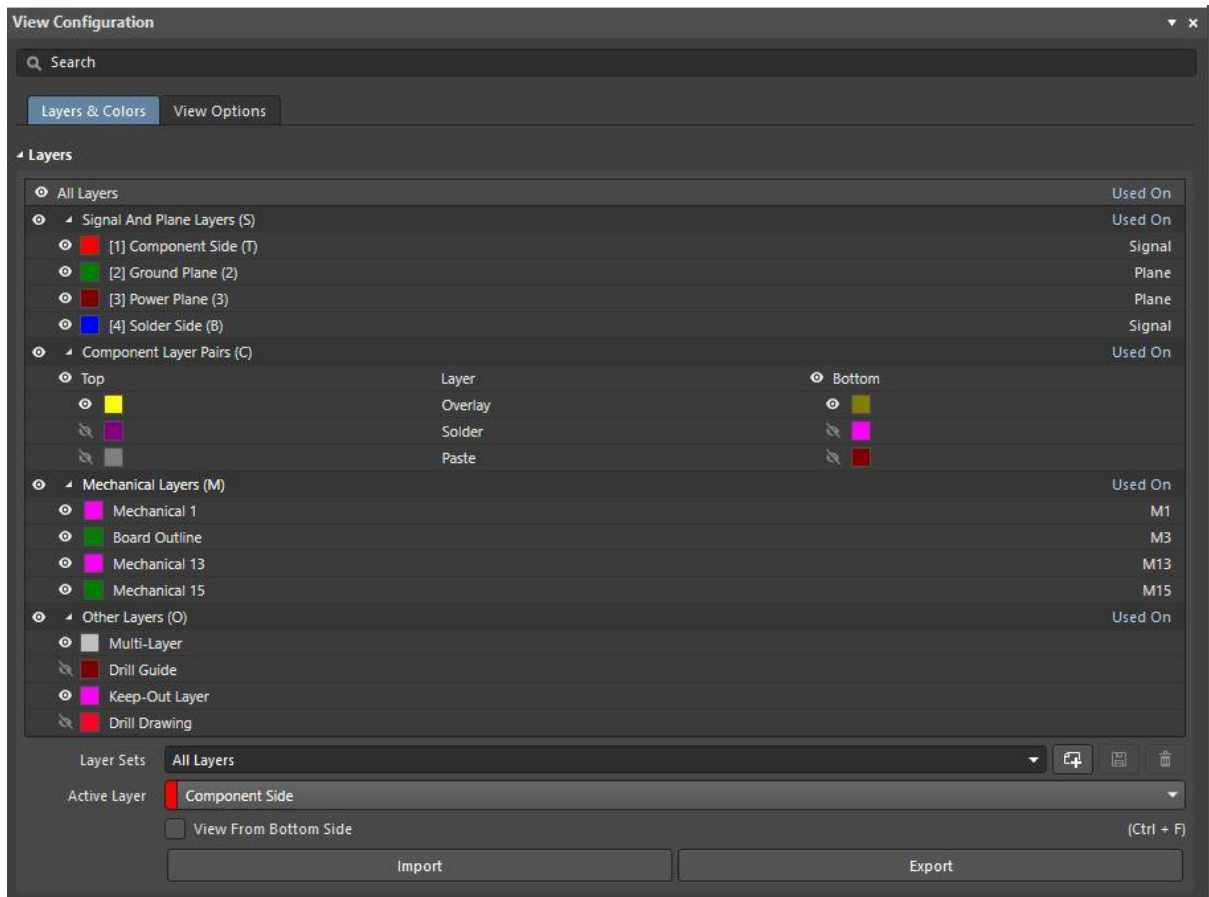 View Configuration
Search
Layers & Colors View Options
Layers
All Layers Used On
Signal And Plane Layers (S) Used On
[1] Component Side (T) Signal
[2] Ground Plane (2) Plane
[3] Power Plane (3) Plane
[4] Solder Side (B) Signal
Component Layer Pairs (C) Used On
Top Layer Bottom
Overlay
Solder
Paste
Mechanical Layers (M) Used On
Mechanical 1 M1
Board Outline M3
Mechanical 13 M13
Mechanical 15 M15
Other Layers (O) Used On
Multi-Layer
Drill Guide
Keep-Out Layer
Drill Drawing
Layer Sets All Layers
Active Layer Component Side
View From Bottom Side (Ctrl + F)
Import Export